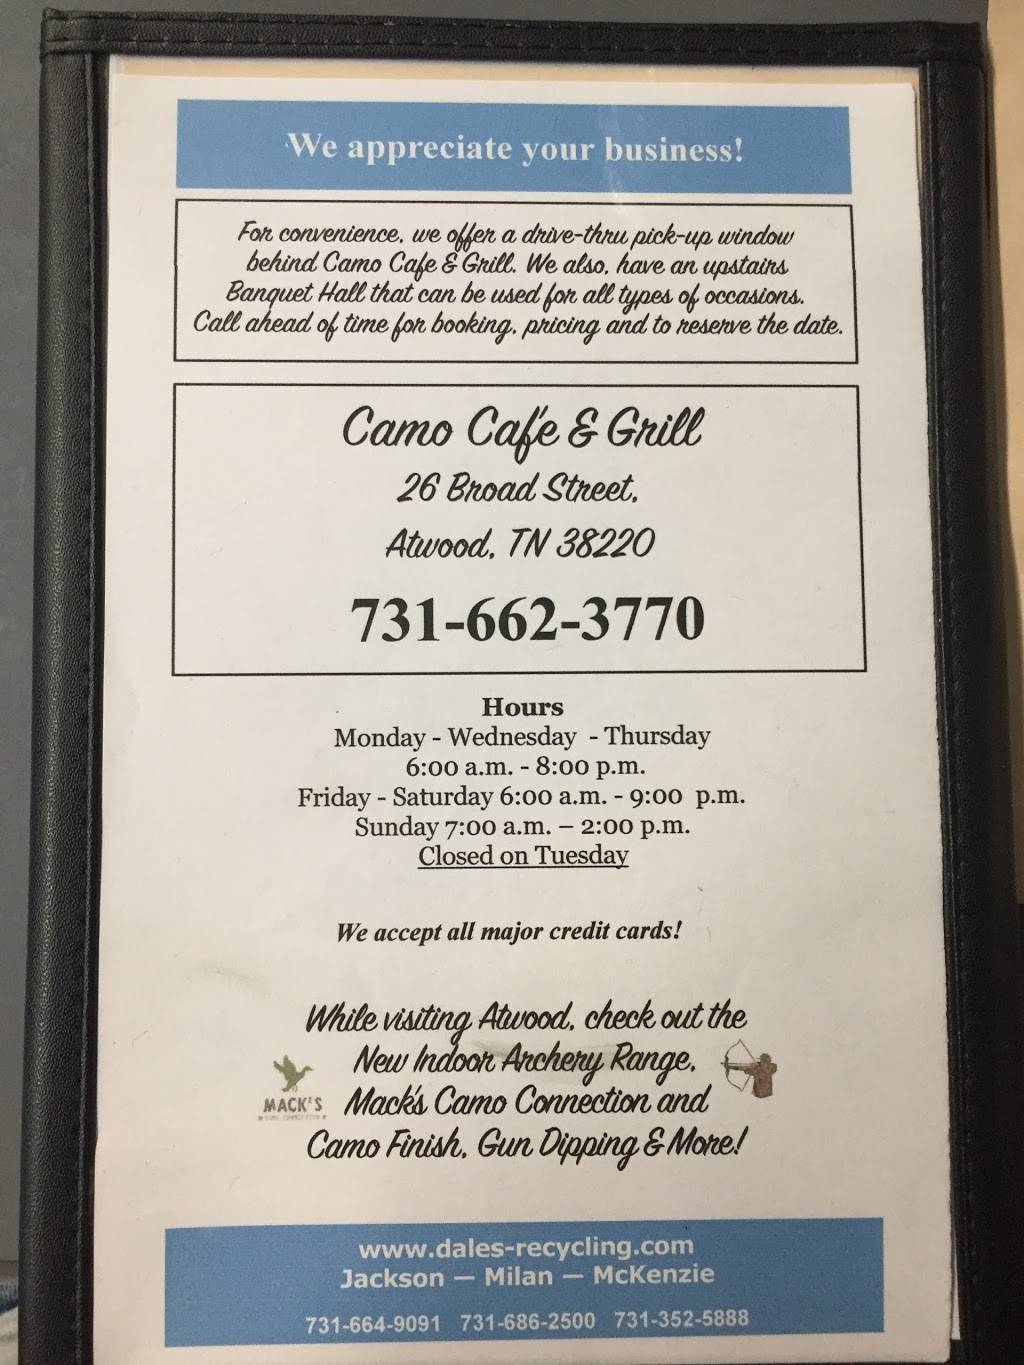 We appreciate your business!
For convenience, we offer a drive-thru pick-up window
behind Camo Cafe & Grill. We also, have an upstairs
Banquet Hall that can be used for all types of occasions.
Call ahead of time for booking, pricing and to reserve the date.
Camo Caf'e & Grill
26 Broad Street,
Atwood, TN 38220
731-662-3770
Hours
Monday - Wednesday - Thursday
6:00 a.m. - 8:00 p.m.
Friday - Saturday 6:00 a.m. - 9:00 p.m.
Sunday 7:00 a.m. – 2:00 p.m.
Closed on Tuesday
We accept all major credit cards!
While visiting Atwood, check out the
New Indoor Archery Range,
Mack's Camo Connection and
Camo Finish, Gun Dipping & More!
MACK'S
www.dales-recycling.com
Jackson — Milan — McKenzie
731-664-9091 731-686-2500 731-352-5888